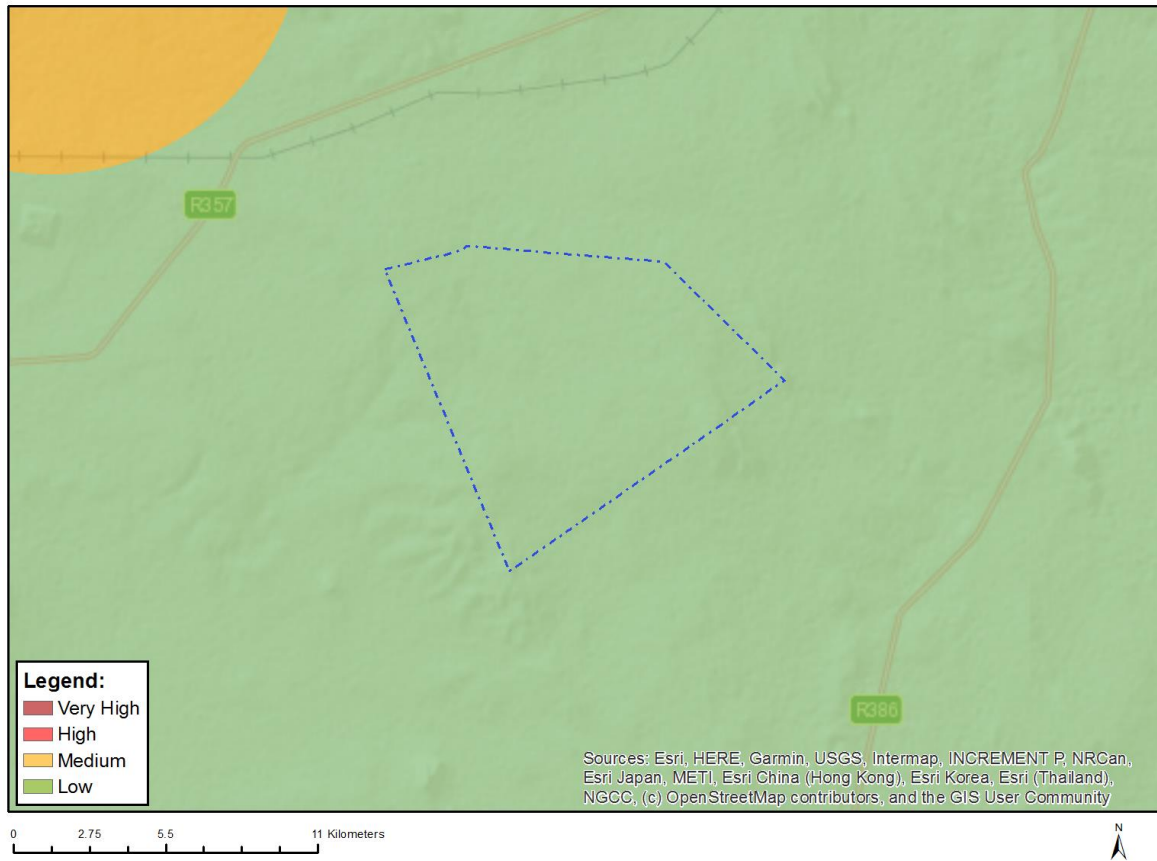 R357
R386
Legend:
Very High
High
Medium
Low
Sources: Esri, HERE, Garmin, USGS, Intermap, INCREMENT P, NRCan,
Esri Japan, METI, Esri China (Hong Kong), Esri Korea, Esri (Thailand),
NGCC, (c) OpenStreetMap contributors, and the GIS User Community
0 2.75 5.5 11 Kilometers
N